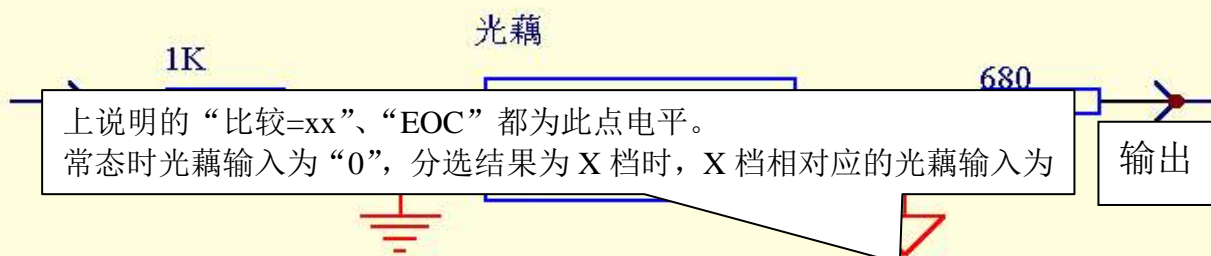 光藕
1K
680
上说明的“比较=xx”、“EOC”都为此点电平。
常态时光藕输入为“0”，分选结果为 X 档时，X 档相对应的光藕输入为
输出